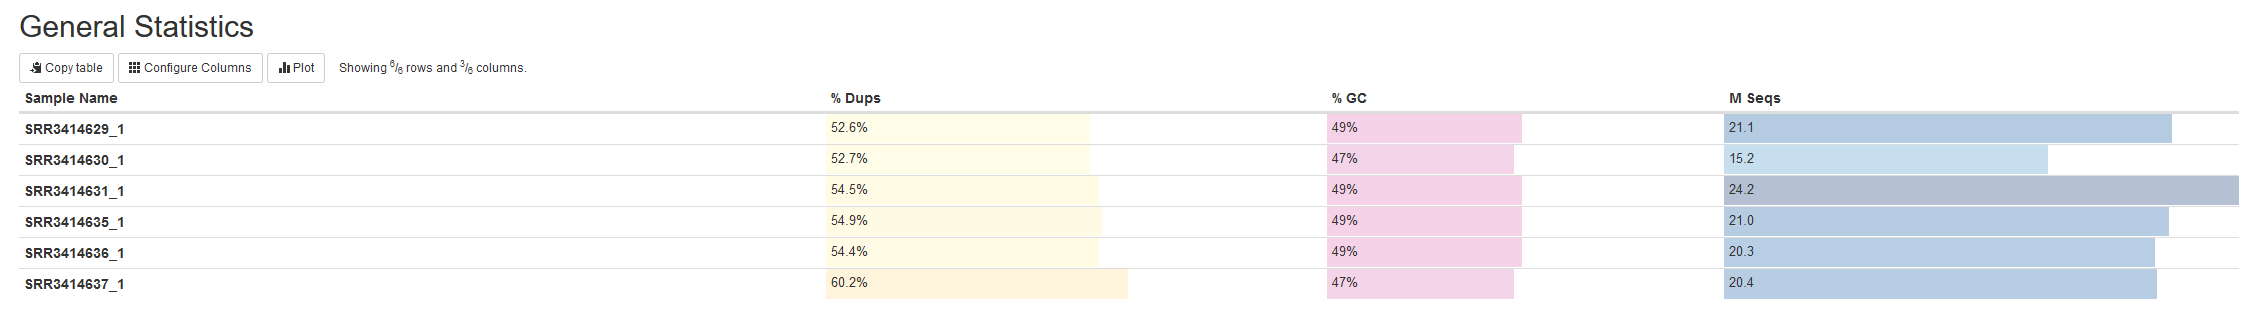 General Statistics
Copy table Configure Columns Plot Showing 6/6 rows and 3/6 columns.
Sample Name % Dups % GC M Seqs
SRR3414629_1 52.6% 49% 21.1
SRR3414630_1 52.7% 47% 15.2
SRR3414631_1 54.5% 49% 24.2
SRR3414635_1 54.9% 49% 21.0
SRR3414636_1 54.4% 49% 20.3
SRR3414637_1 60.2% 47% 20.4